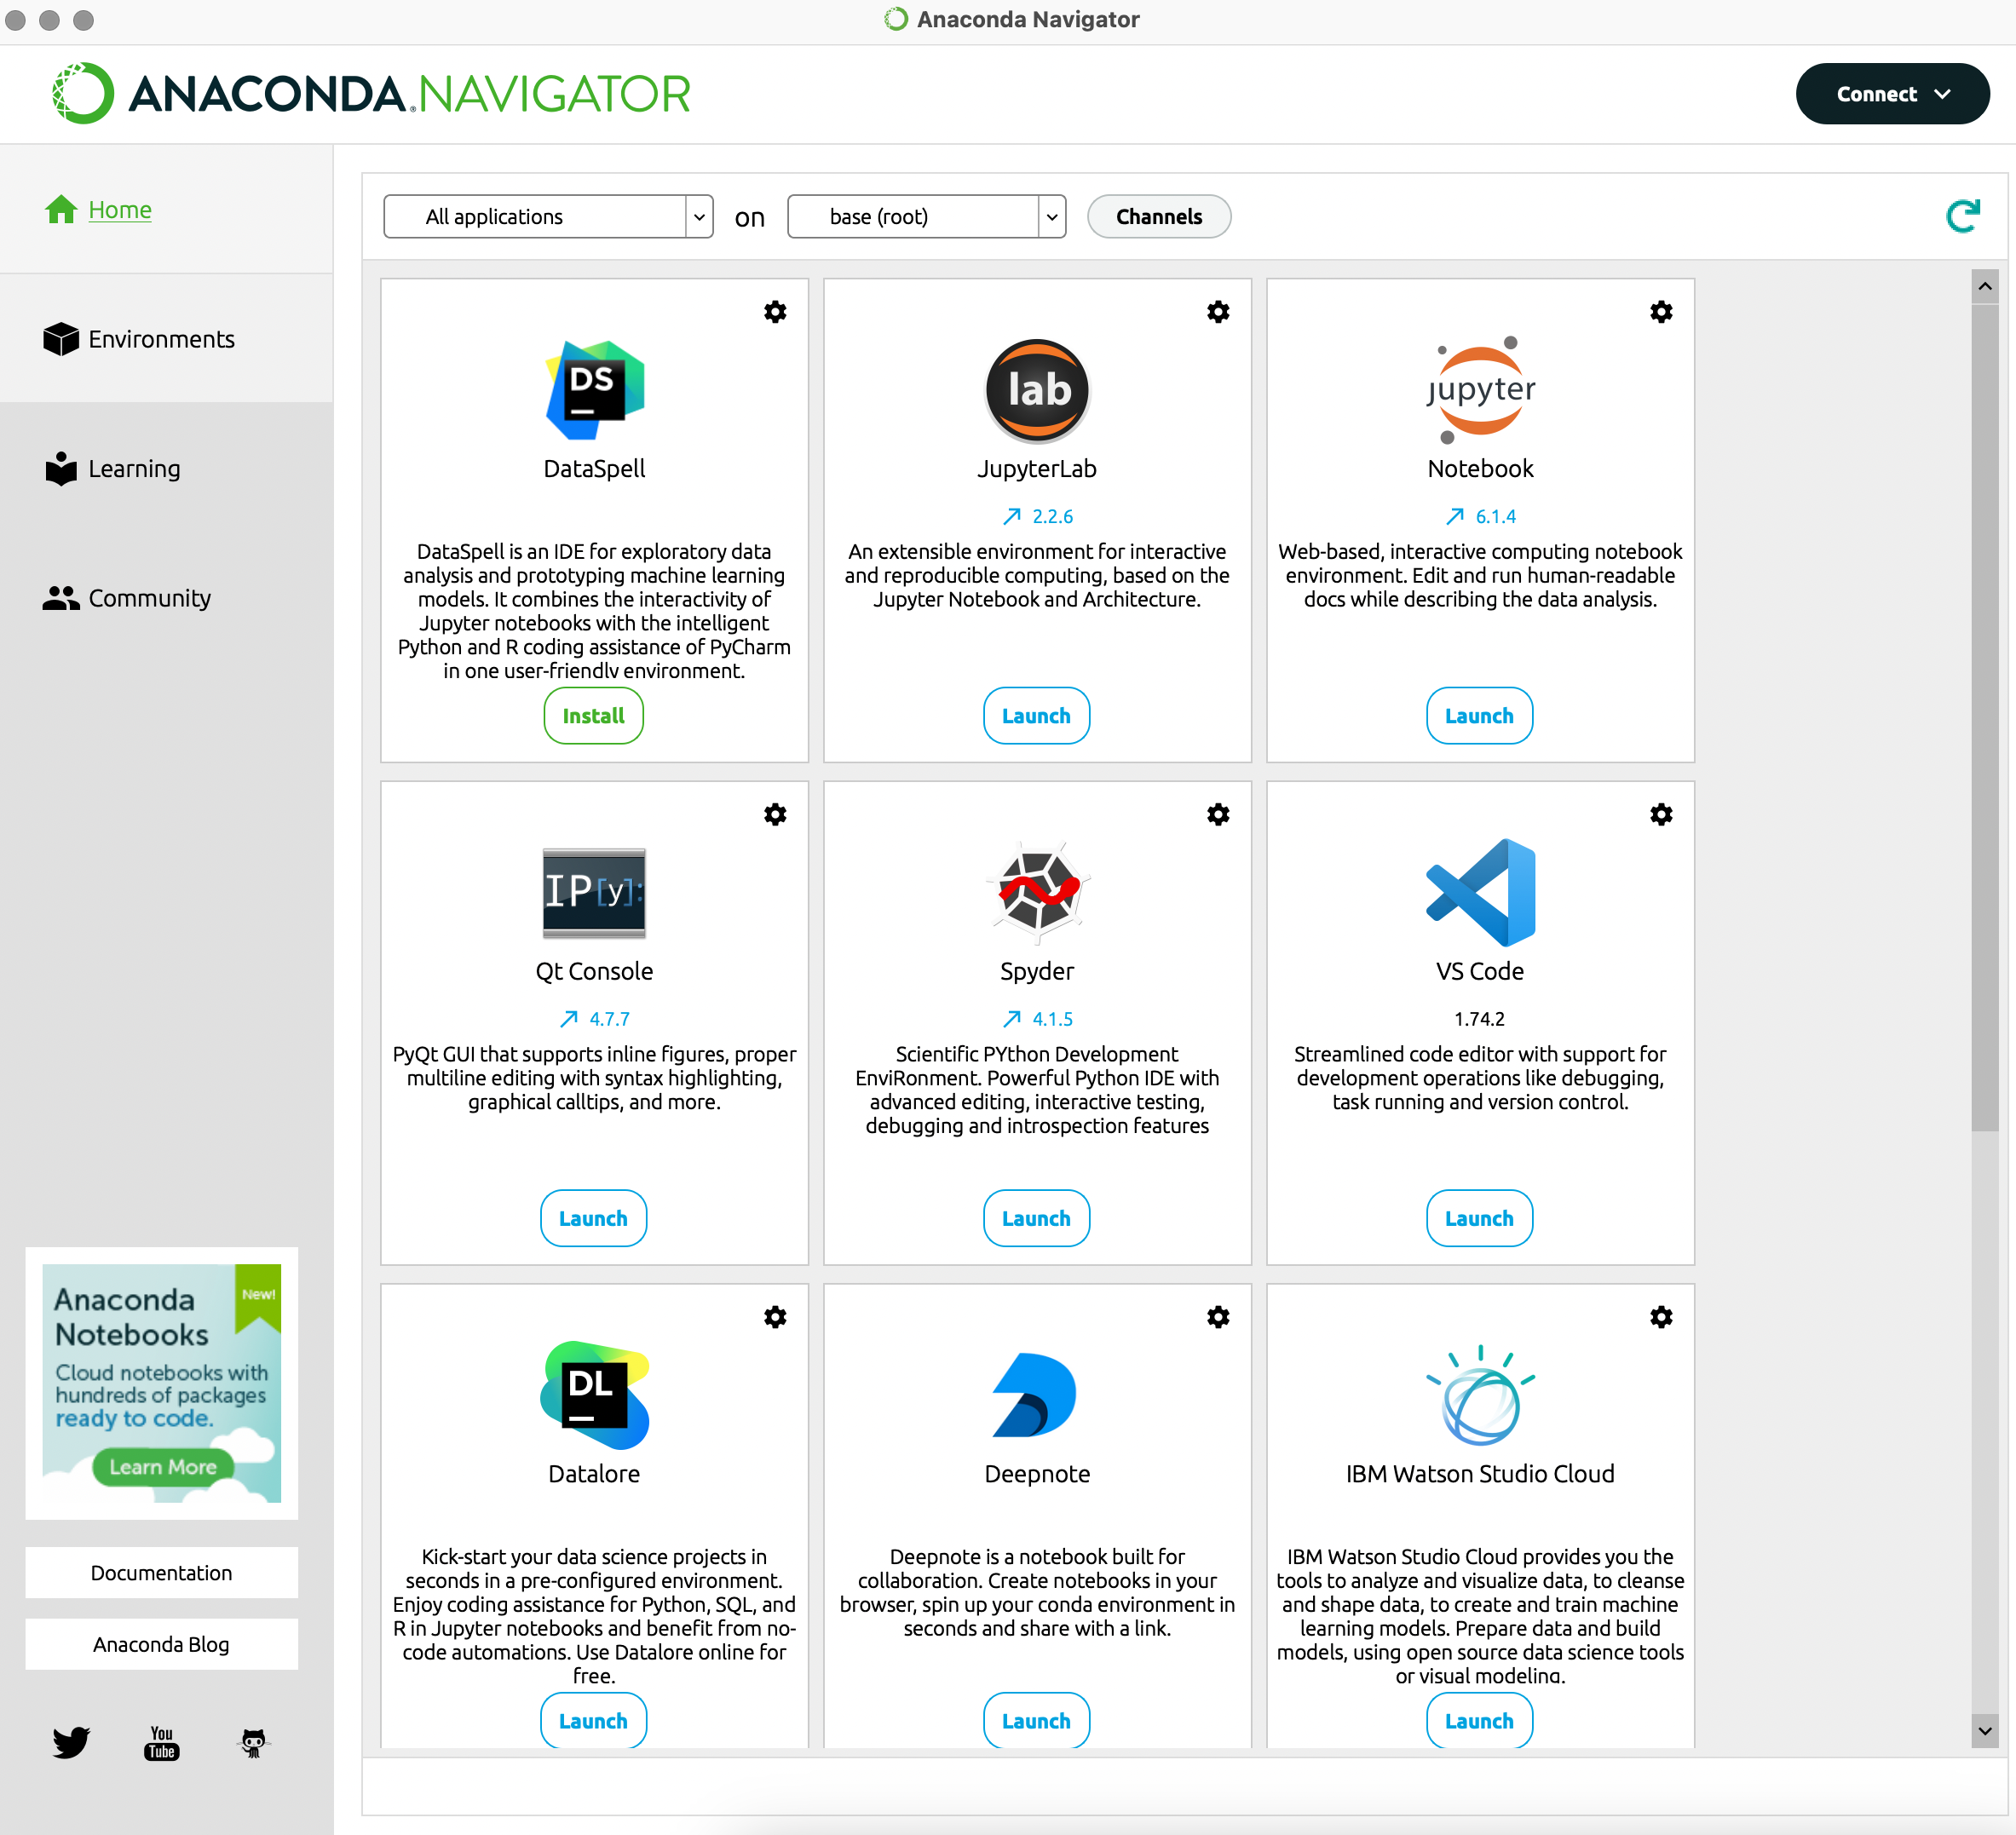 Anaconda Navigator
ANACONDA.NAVIGATOR
Connect
Home
Environments
Learning
Community
Anaconda
Notebooks
New!
Cloud notebooks with
hundreds of packages
ready to code.
Learn More
Documentation
Anaconda Blog
You
Tube
All applications
on
base (root)
Channels
DS
DataSpell
DataSpell is an IDE for exploratory data
analysis and prototyping machine learning
models. It combines the interactivity of
Jupyter notebooks with the intelligent
Python and R coding assistance of PyCharm
in one user-friendly environment.
Install
lab
JupyterLab
2.2.6
An extensible environment for interactive
and reproducible computing, based on the
Jupyter Notebook and Architecture.
Launch
jupyter
Notebook
6.1.4
Web-based, interactive computing notebook
environment. Edit and run human-readable
docs while describing the data analysis.
Launch
IP[y]:
Qt Console
4.7.7
PyQt GUI that supports inline figures, proper
multiline editing with syntax highlighting,
graphical calltips, and more.
Launch
Spyder
4.1.5
Scientific PYthon Development
EnviRonment. Powerful Python IDE with
advanced editing, interactive testing,
debugging and introspection features
Launch
VS Code
1.74.2
Streamlined code editor with support for
development operations like debugging,
task running and version control.
Launch
DL
Datalore
Kick-start your data science projects in
seconds in a pre-configured environment.
Enjoy coding assistance for Python, SQL, and
R in Jupyter notebooks and benefit from no-
code automations. Use Datalore online for
free.
Launch
Deepnote
Deepnote is a notebook built for
collaboration. Create notebooks in your
browser, spin up your conda environment in
seconds and share with a link.
Launch
IBM Watson Studio Cloud
IBM Watson Studio Cloud provides you the
tools to analyze and visualize data, to cleanse
and shape data, to create and train machine
learning models. Prepare data and build
models, using open source data science tools
or visual modeling.
Launch